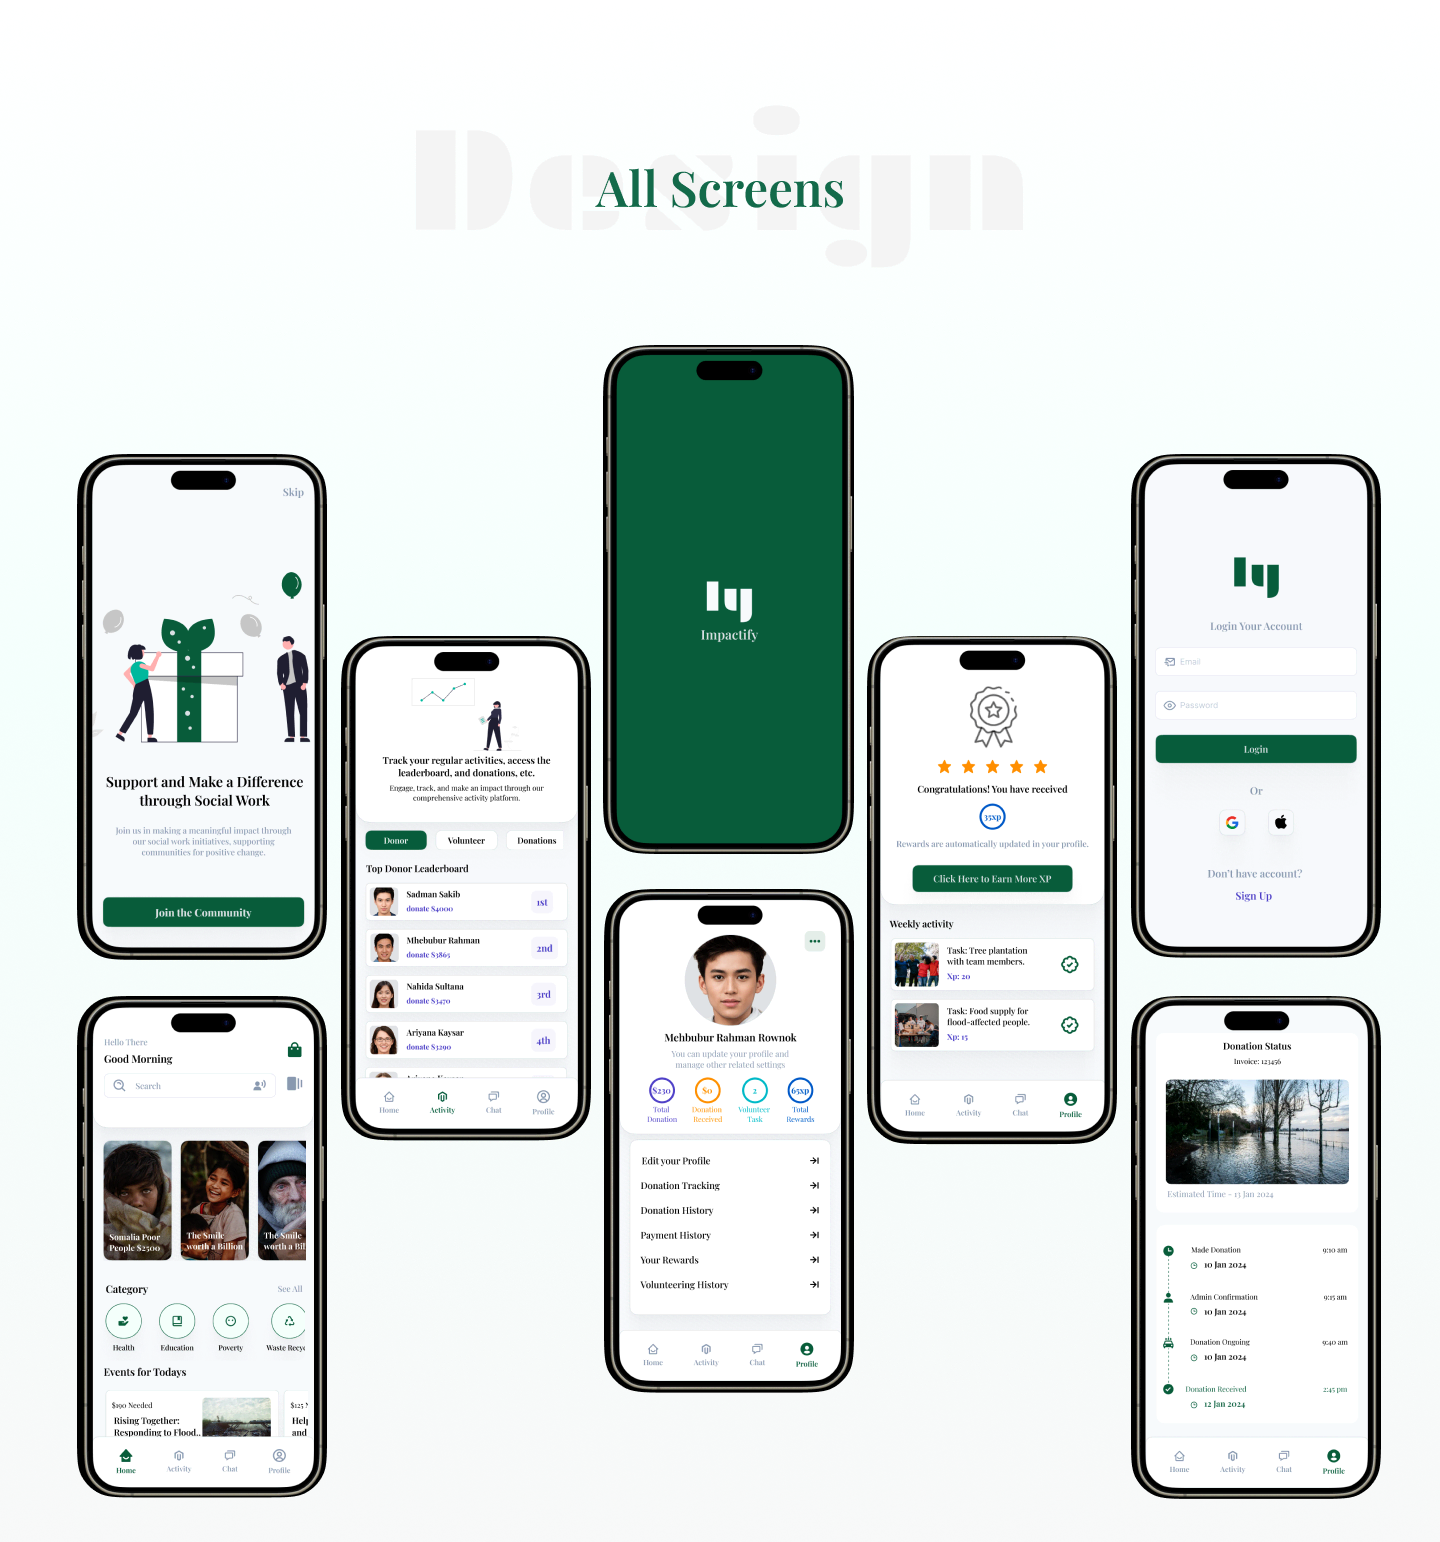 Design
All Screens
Skip
Support and Make a Difference
through Social Work
Join us in making a meaningful impact through
our social work initiatives, supporting
communities for positive change.
Join the Community
Hello There
Good Morning
Search
Somalia Poor
People $2500
The Smile
worth a Billion
The Smile
worth a Bil
Category
See All
Health
Education
Poverty
Waste Recyc
Events for Todays
$190 Needed
Rising Together:
Responding to Flood..
$125 N
Help
and
Home
Activity
Chat
Profile
Track your regular activities, access the
leaderboard, and donations, etc.
Engage, track, and make an impact through our
comprehensive activity platform.
Donor
Volunteer
Donations
Top Donor Leaderboard
Sadman Sakib
donate $4000
1st
Mhebubur Rahman
donate $3865
2nd
Nahida Sultana
donate $3470
3rd
Ariyana Kaysar
donate $3290
4th
Home
Activity
Chat
Profile
Impactify
Mehbubur Rahman Rownok
You can update your profile and
manage other related settings
$230
Total
Donation
$0
Donation
Received
2
Volunteer
Task
65xp
Total
Rewards
Edit your Profile
Donation Tracking
Donation History
Payment History
Your Rewards
Volunteering History
Home
Activity
Chat
Profile
Congratulations! You have received
35xp
Rewards are automatically updated in your profile.
Click Here to Earn More XP
Weekly activity
Task: Tree plantation
with team members.
Xp: 20
Task: Food supply for
flood-affected people.
Xp: 15
Home
Activity
Chat
Profile
Login Your Account
Email
Password
Login
Or
Don't have account?
Sign Up
Donation Status
Invoice: 123456
Estimated Time - 13 Jan 2024
Made Donation
9:10 am
10 Jan 2024
Admin Confirmation
9:15 am
10 Jan 2024
Donation Ongoing
9:40 am
10 Jan 2024
Donation Received
2:45 pm
12 Jan 2024
Home
Activity
Chat
Profile